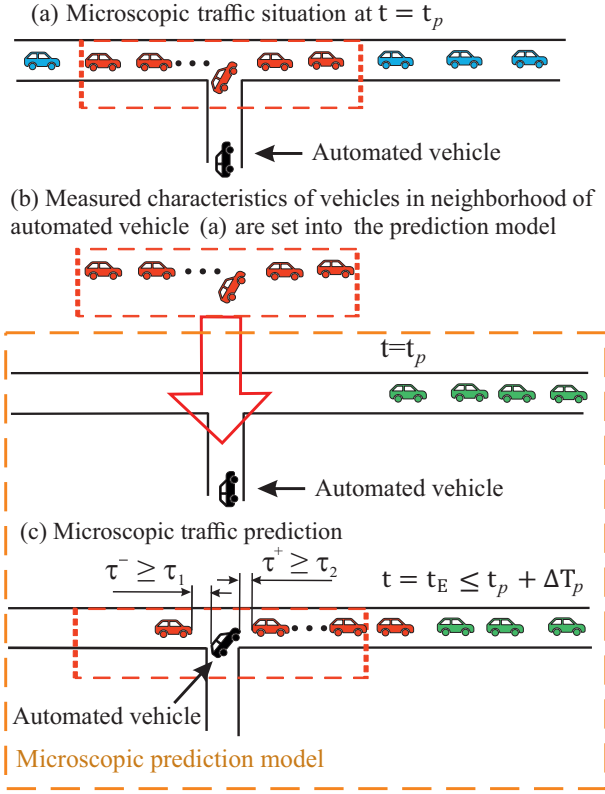 (a) Microscopic traffic situation at t = t_p
Automated vehicle
(b) Measured characteristics of vehicles in neighborhood of
automated vehicle (a) are set into the prediction model
t=t_p
Automated vehicle
(c) Microscopic traffic prediction
τ⁻ ≥ τ₁
τ⁺ ≥ τ₂
t = t_E ≤ t_p + ΔT_p
Automated vehicle
Microscopic prediction model